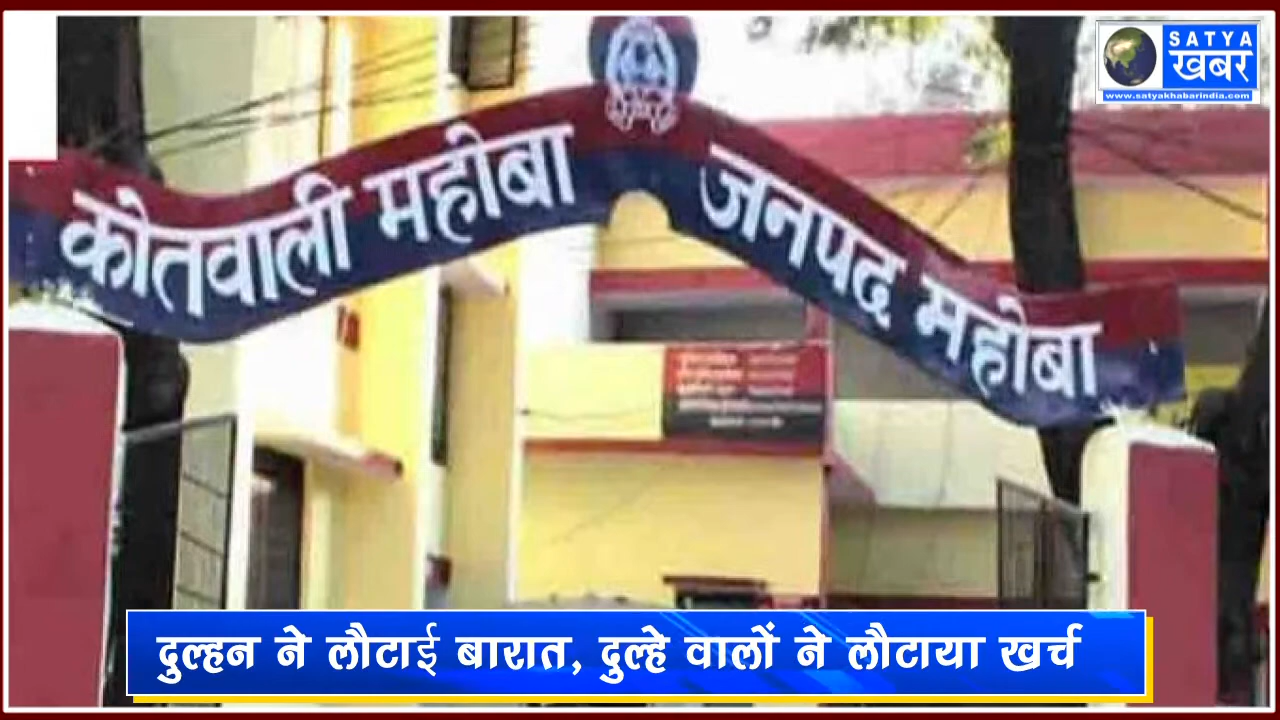 SATYA
खबर
www.satyakhabarindia.com
कोतवाली महोबा जनपद महोबा
दुल्हन ने लौटाई बारात, दुल्हे वालों ने लौटाया खर्च